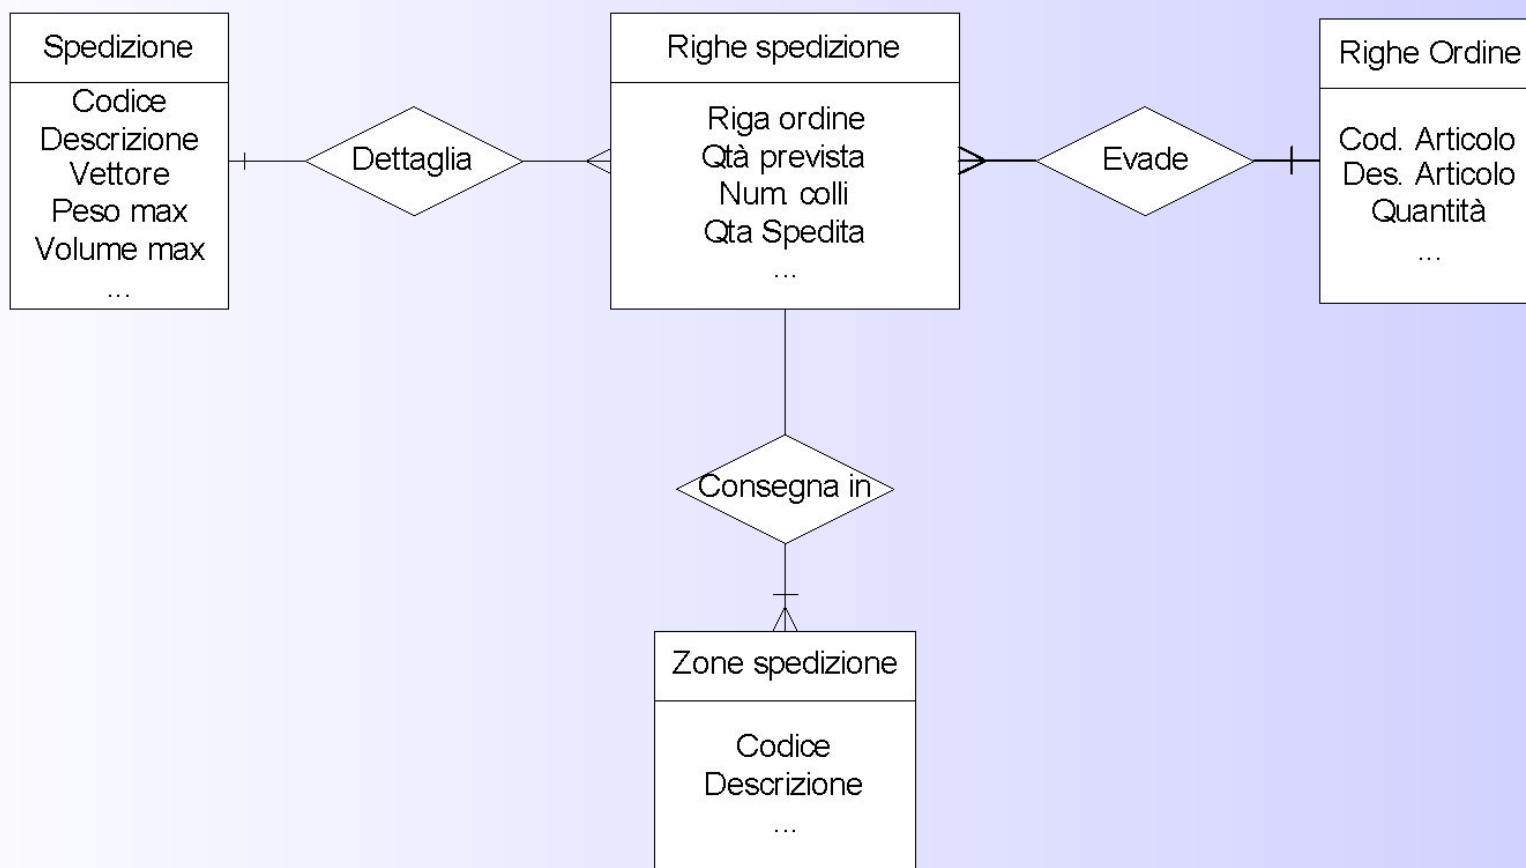 Spedizione
Codice
Descrizione
Vettore
Peso max
Volume max
...
Dettaglia
Righe spedizione
Riga ordine
Qtà prevista
Num. colli
Qta Spedita
...
Evade
Righe Ordine
Cod. Articolo
Des. Articolo
Quantità
...
Consegna in
Zone spedizione
Codice
Descrizione
...